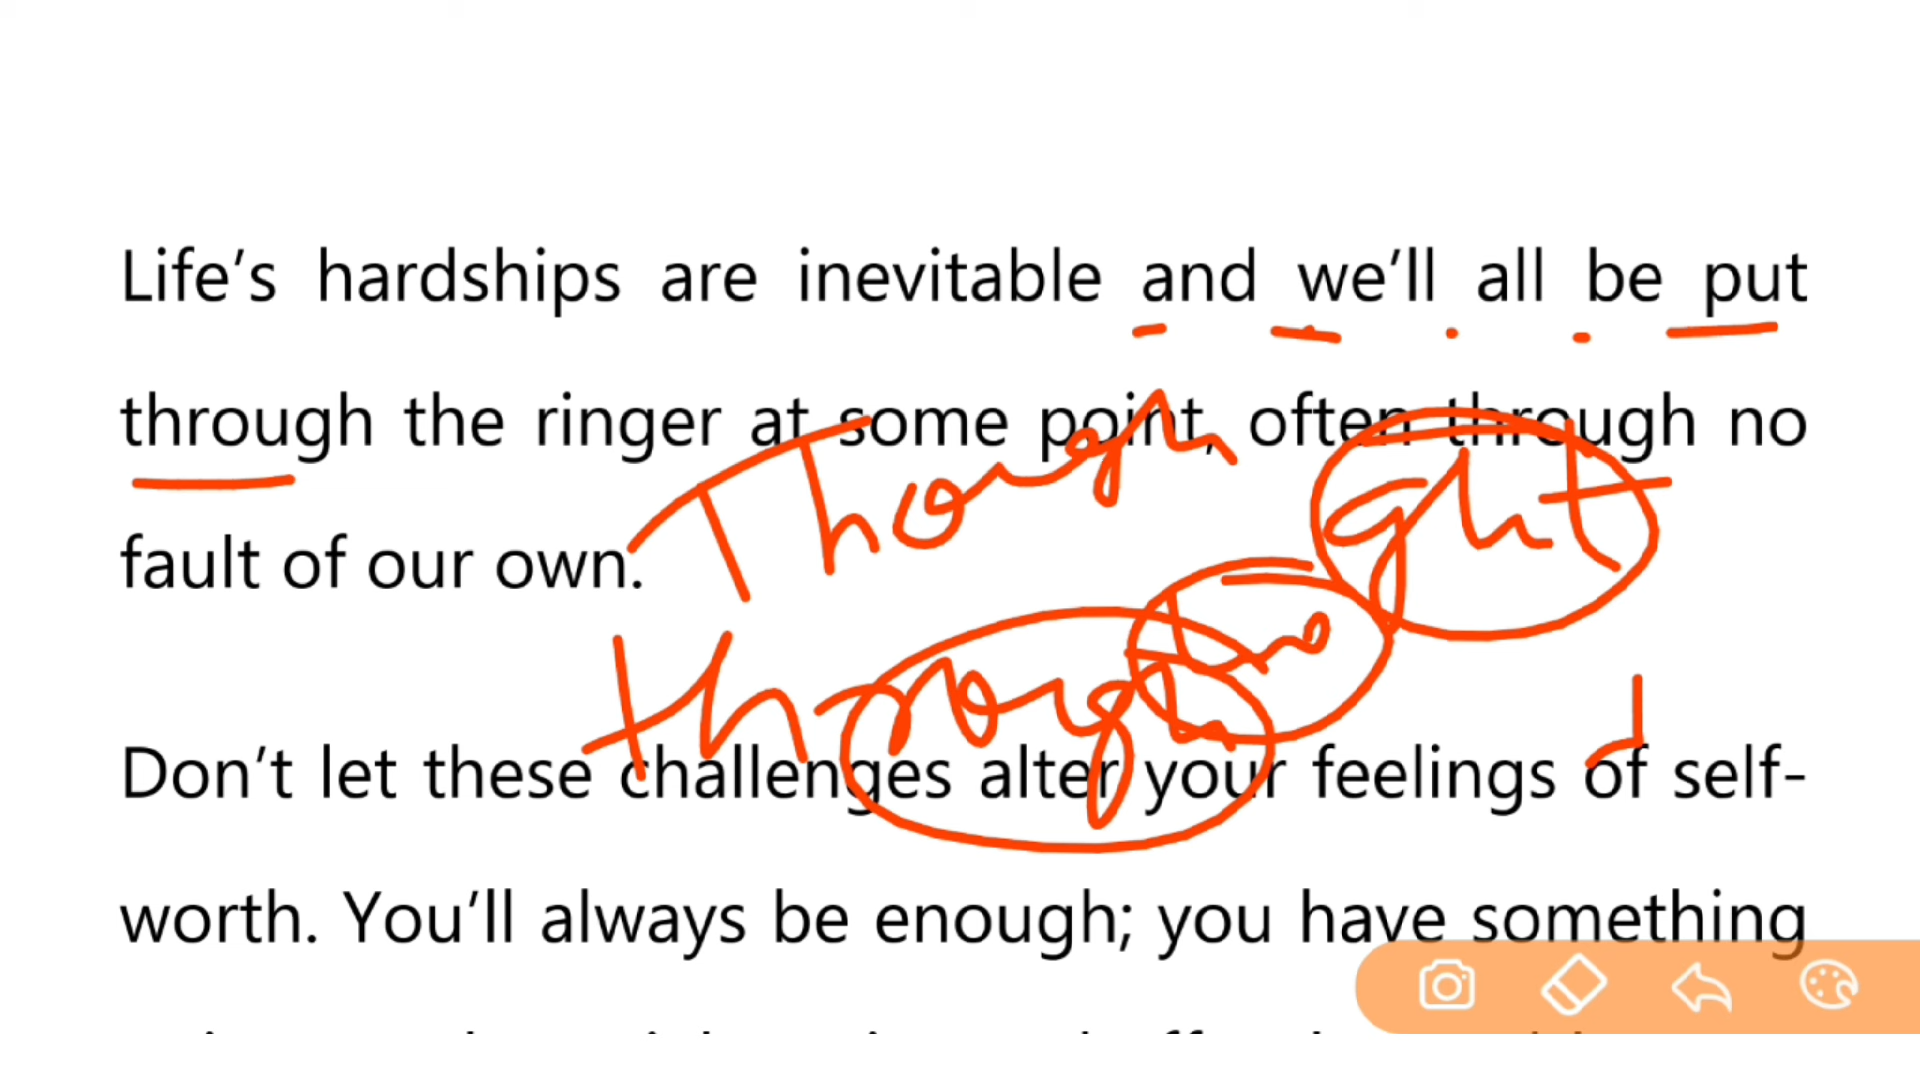 Life’s hardships are inevitable and we’ll all be put
through the ringer at some point, often through no
Though
ght
fault of our own.
through
Don’t let these challenges alter your feelings of self-
worth. You’ll always be enough; you have something